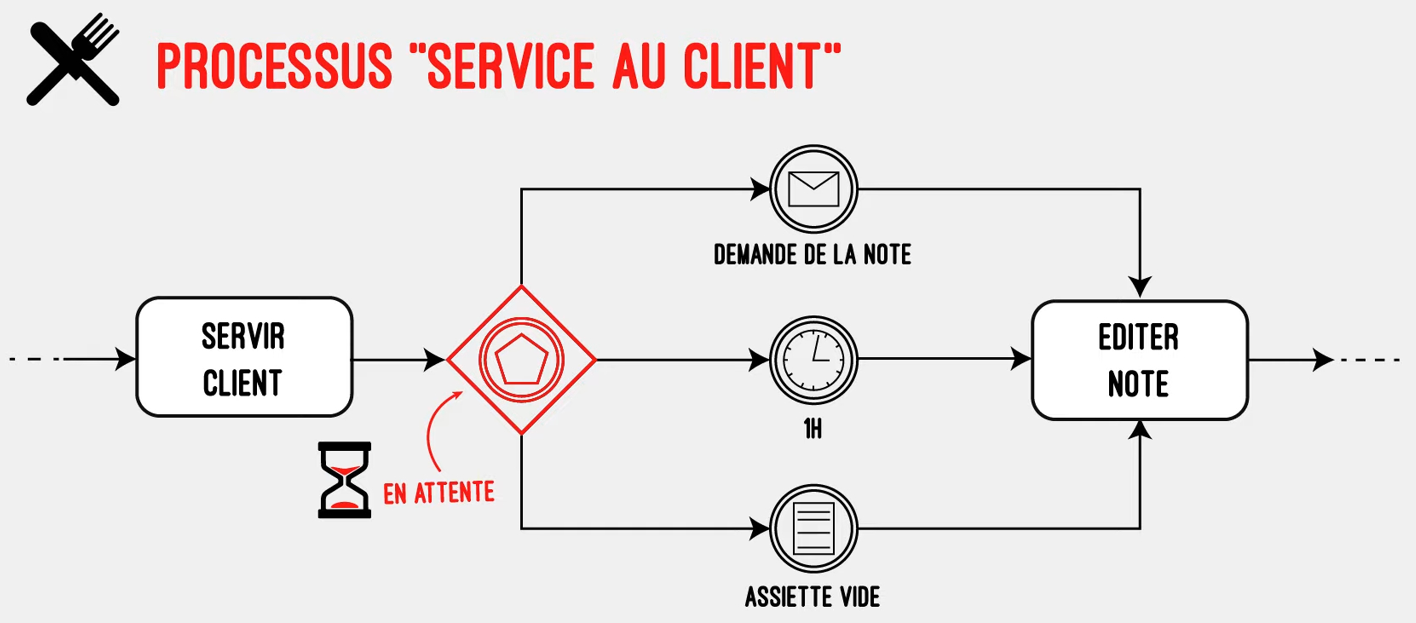 PROCESSUS "SERVICE AU CLIENT"
DEMANDE DE LA NOTE
SERVIR
CLIENT
EDITER
NOTE
1H
EN ATTENTE
ASSIETTE VIDE